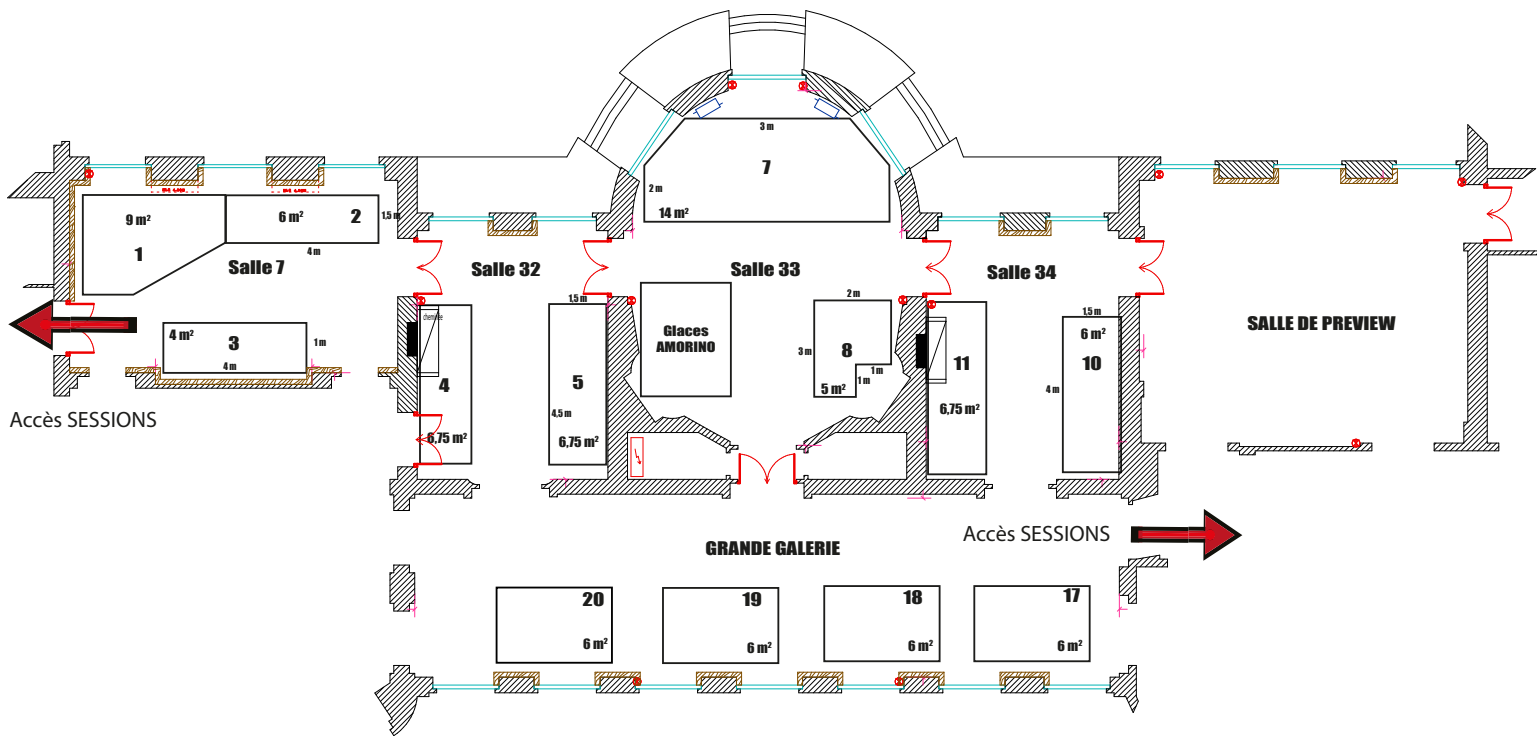 3 m
7
2 m
14 m²
9 m²
1
6 m²
2
1,5 m
4 m
Salle 7
Salle 32
Salle 33
Salle 34
4 m²
3
1 m
4 m
Accès SESSIONS
cheminée
4
6,75 m²
1,5 m
5
4,5 m
6,75 m²
Glaces
AMORINO
2 m
3 m
8
1 m
1 m
5 m²
11
6,75 m²
1,5 m
6 m²
10
4 m
SALLE DE PREVIEW
Accès SESSIONS
GRANDE GALERIE
20
6 m²
19
6 m²
18
6 m²
17
6 m²